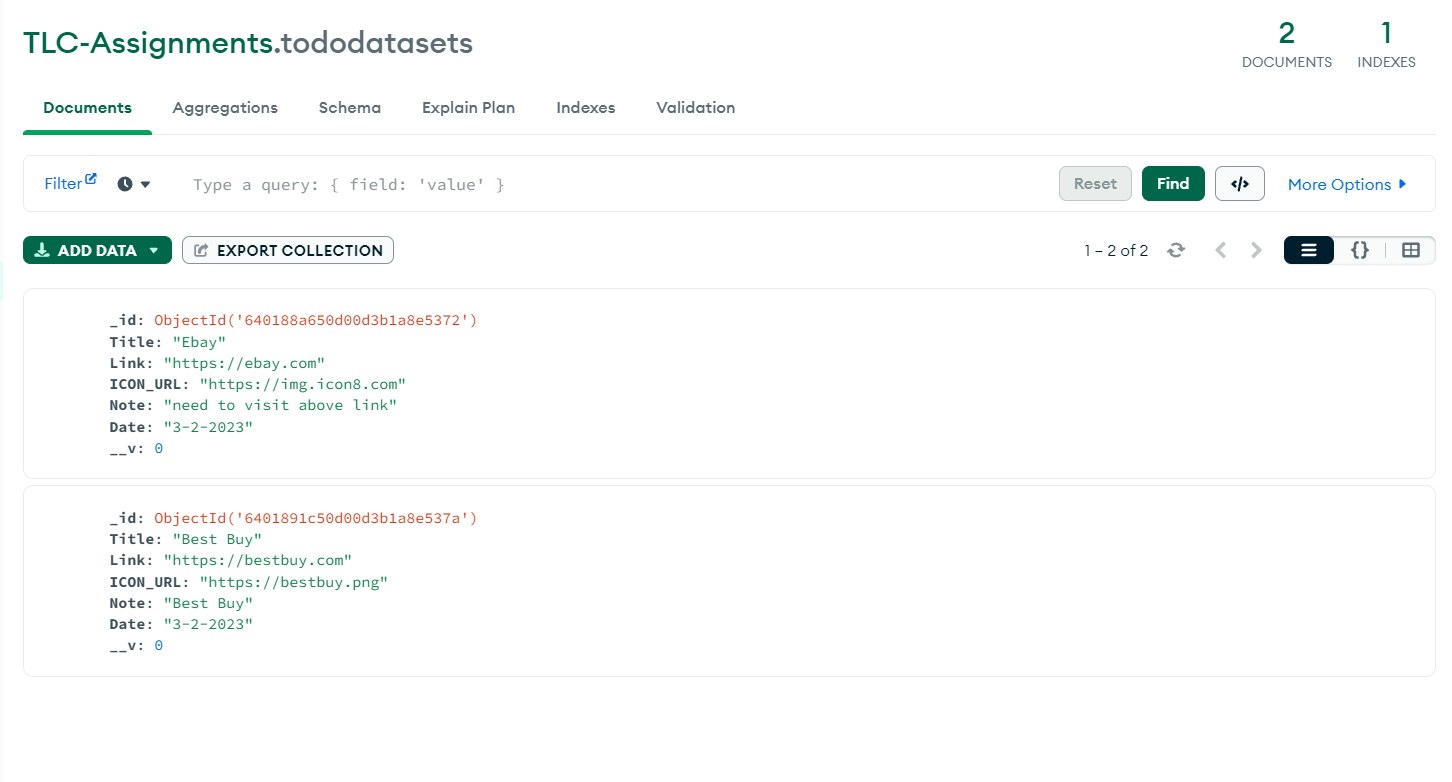 TLC-Assignments.tododatasets
2
DOCUMENTS
1
INDEXES
Documents
Aggregations
Schema
Explain Plan
Indexes
Validation
Filter
Type a query: { field: 'value' }
Reset
Find
</>
More Options
ADD DATA
EXPORT COLLECTION
1 – 2 of 2
{}
_id: ObjectId('640188a650d00d3b1a8e5372')
Title: "Ebay"
Link: "https://ebay.com"
ICON_URL: "https://img.icon8.com"
Note: "need to visit above link"
Date: "3-2-2023"
__v: 0
_id: ObjectId('6401891c50d00d3b1a8e537a')
Title: "Best Buy"
Link: "https://bestbuy.com"
ICON_URL: "https://bestbuy.png"
Note: "Best Buy"
Date: "3-2-2023"
__v: 0